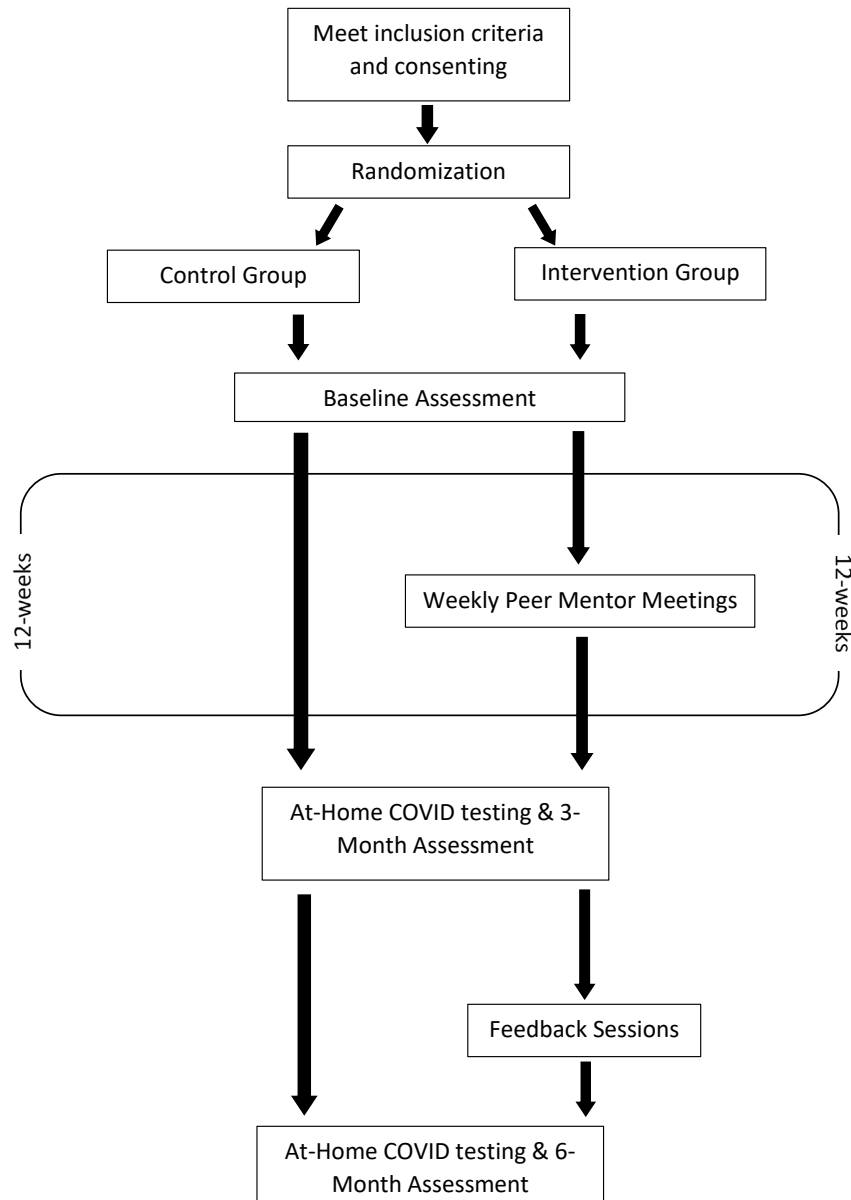 Meet inclusion criteria
and consenting
Randomization
Control Group
Intervention Group
Baseline Assessment
12-weeks
12-weeks
Weekly Peer Mentor Meetings
At-Home COVID testing & 3-
Month Assessment
Feedback Sessions
At-Home COVID testing & 6-
Month Assessment